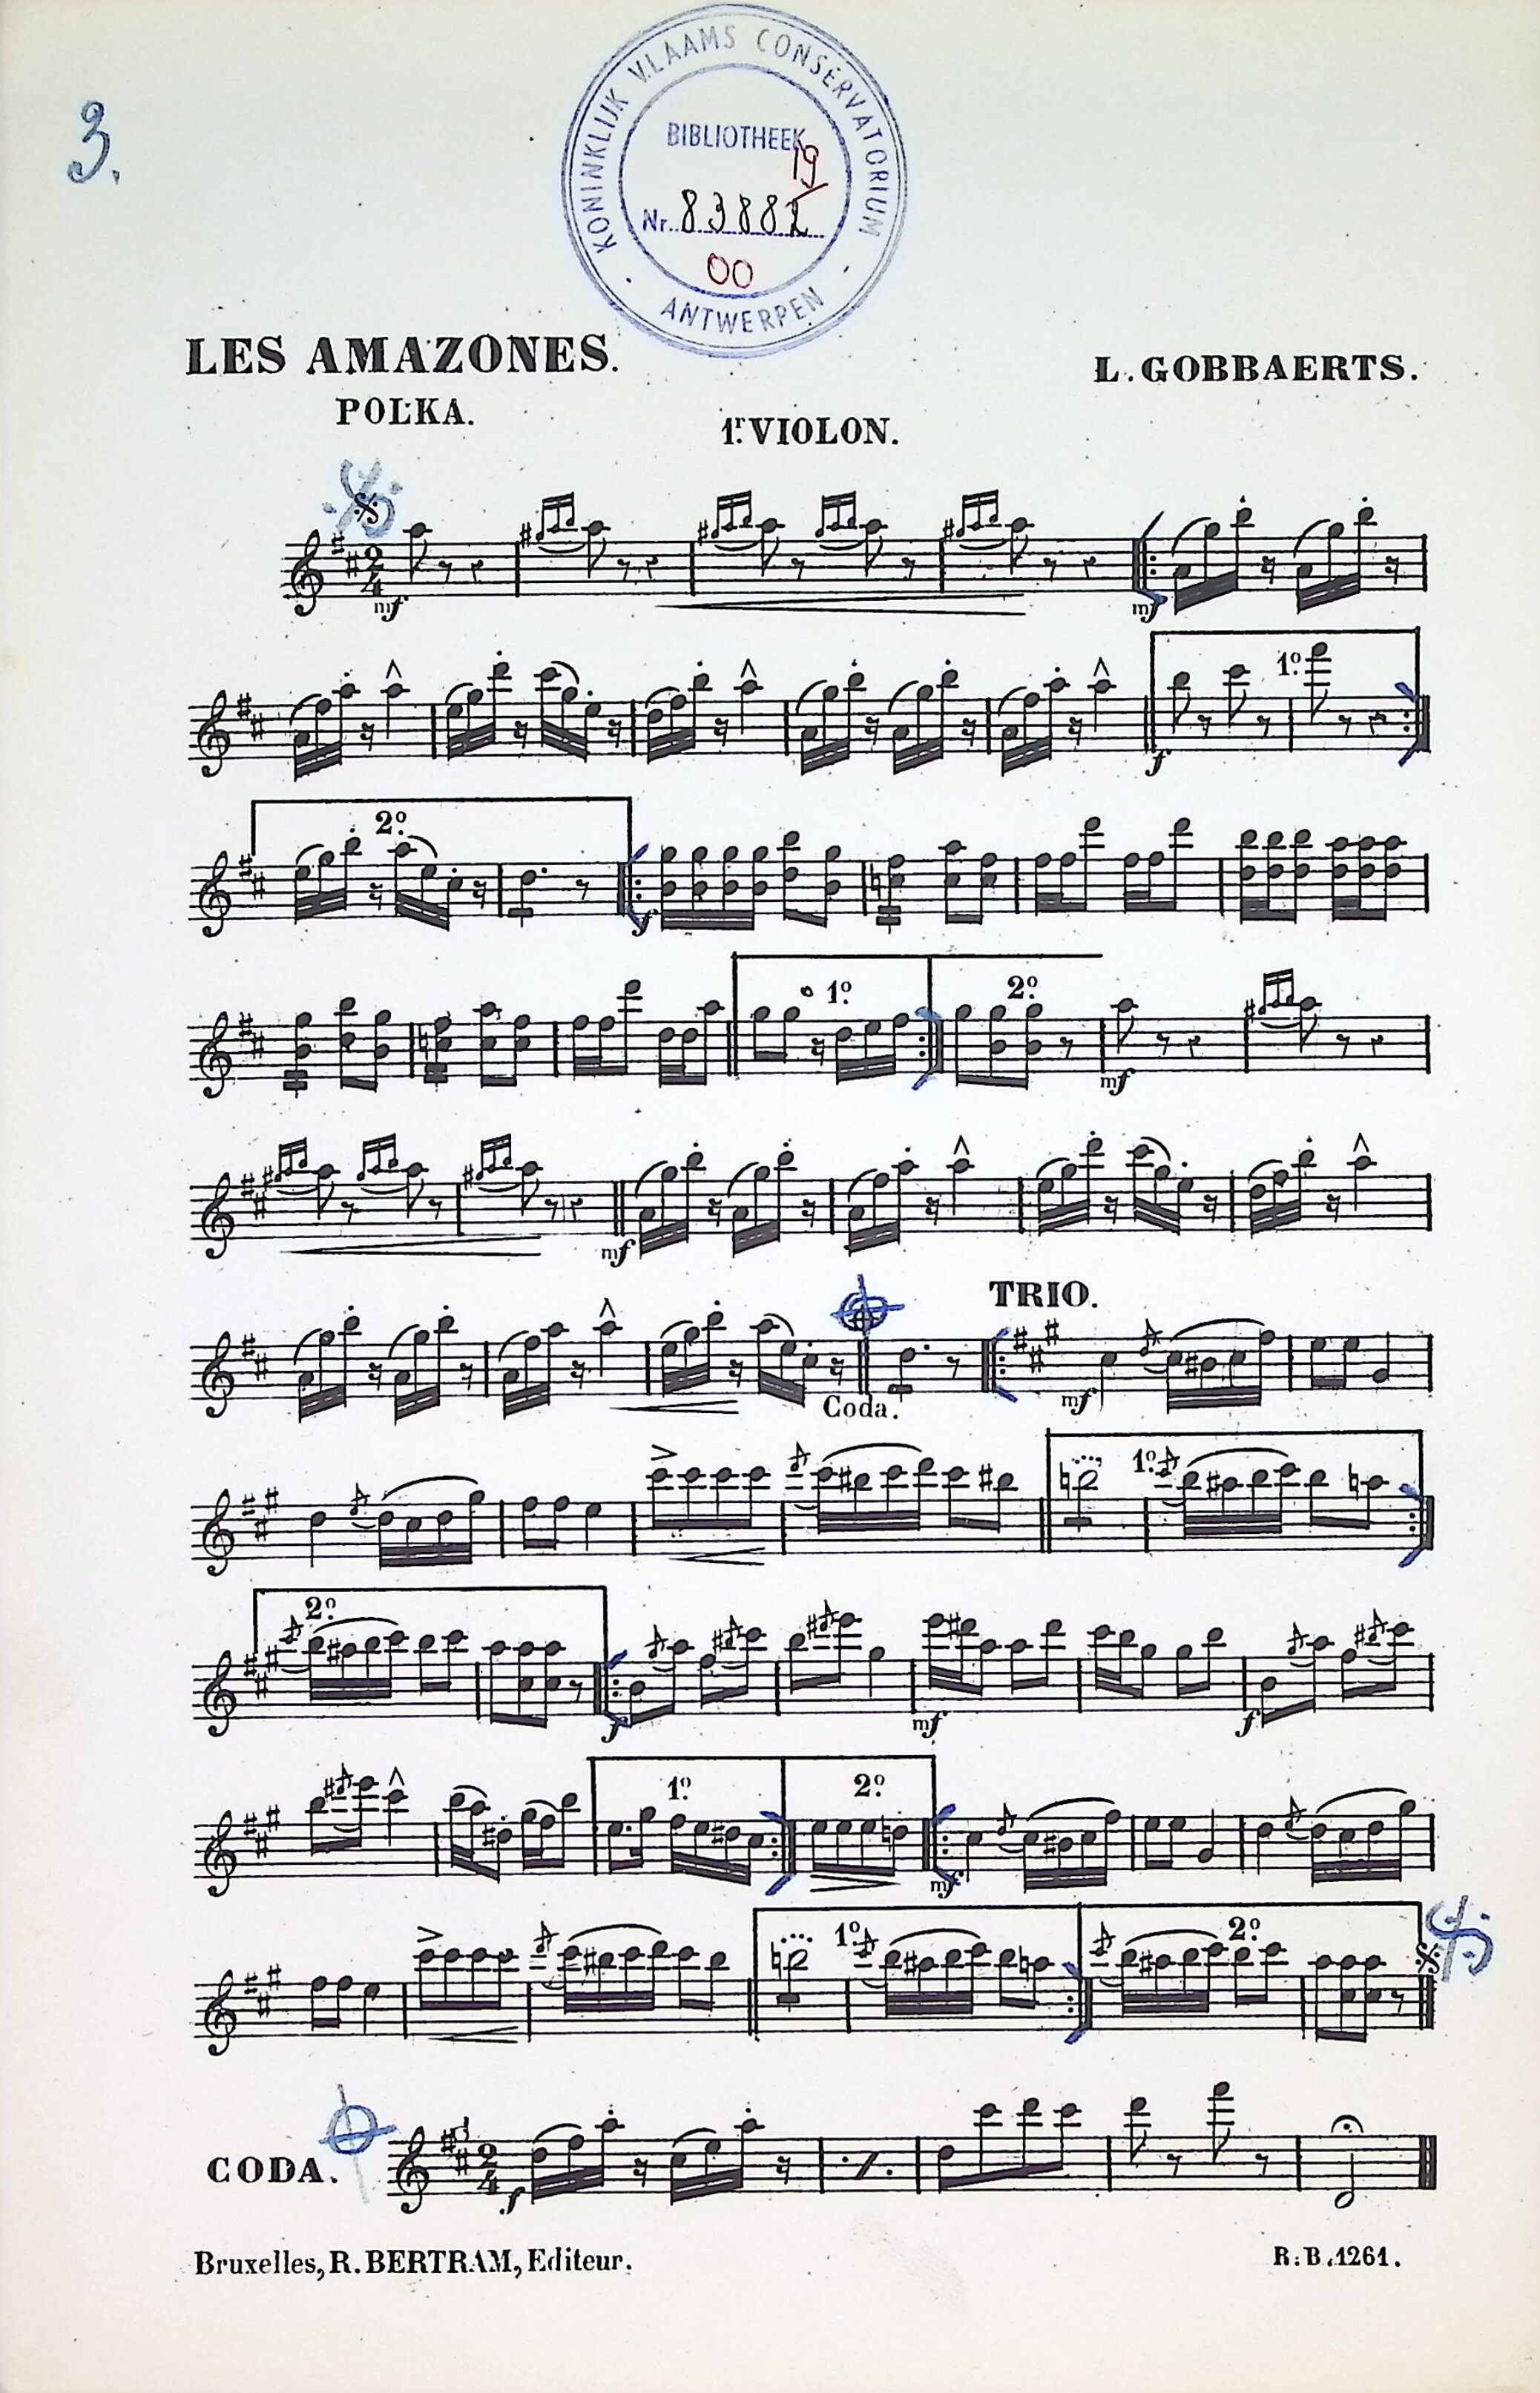 3.
KONINKLIJK VLAAMS CONSERVATORIUM
BIBLIOTHEEK
19
Nr. 83882
00
ANTWERPEN
LES AMAZONES.
L. GOBBAERTS.
POLKA.
1r. VIOLON.
mf
mf
1o
f
2o
f
1o
2o
mf
mf
TRIO.
mf
Coda.
1o
2o
f
mf
f
1o
2o
mf
1o
2o
CODA.
f
Bruxelles, R. BERTRAM, Editeur.
R. B. 1261.